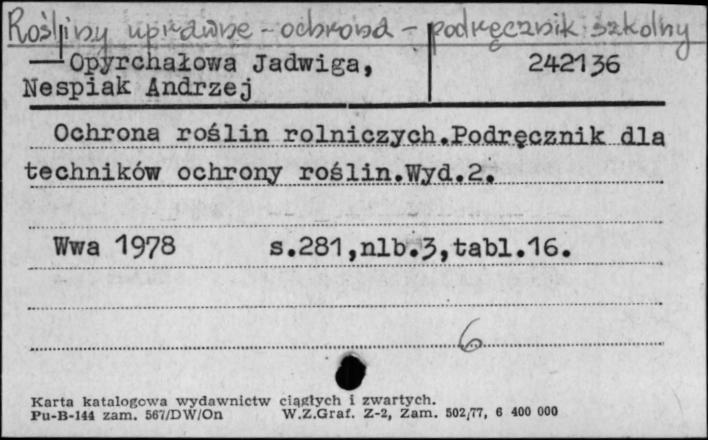 Rośliny uprawne - ochrona - podręcznik szkolny
Opyrchałowa Jadwiga, 242136
Nespiak Andrzej
Ochrona roślin rolniczych.Podręcznik dla
techników ochrony roślin.Wyd.2.
Wwa 1978 s.281,nlb.3,tabl.16.
6
Karta katalogowa wydawnictw ciągłych i zwartych.
Pu-B-144 zam. 567/DW/On W.Z.Graf. Z-2, Zam. 502/77, 6 400 000